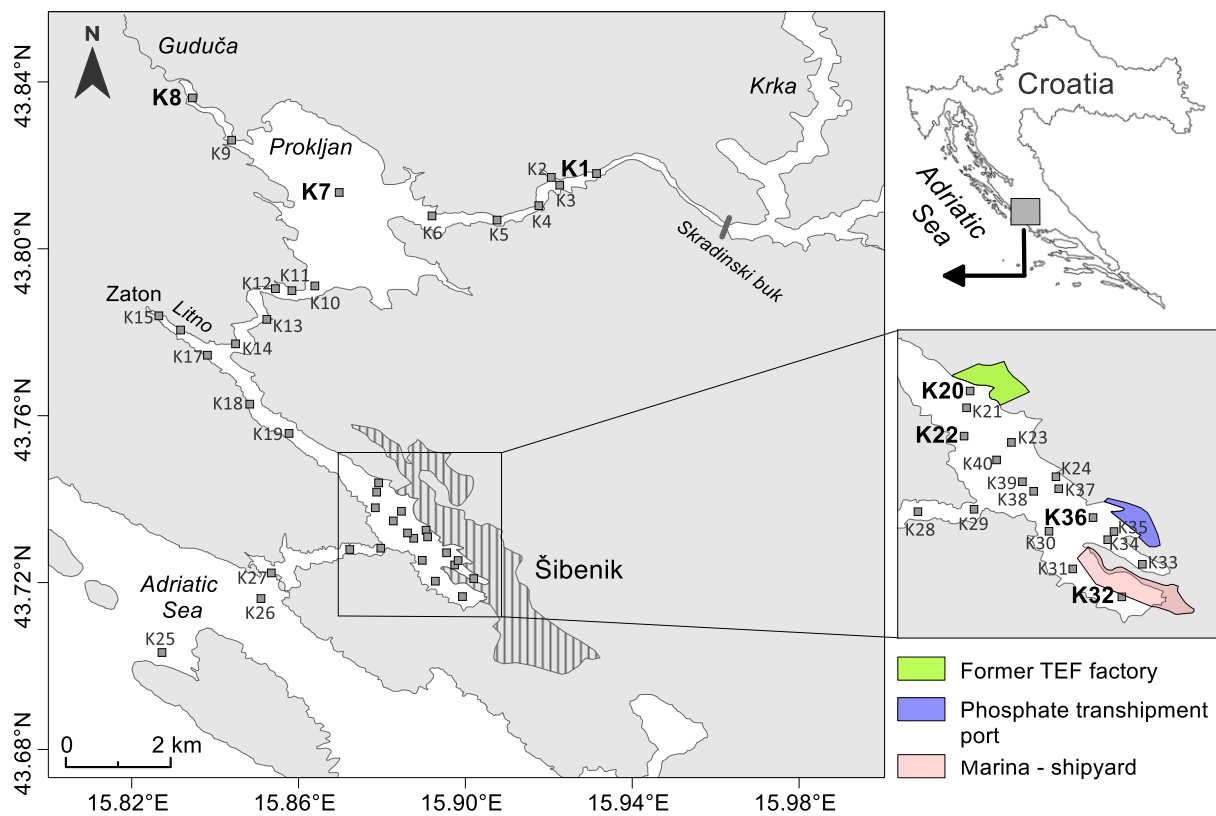 N
Guduča
K8
K9
Prokljan
K7
Krka
K2
K1
K3
K4
K5
K6
Skradinski buk
K12
K11
K10
Zaton
K15
Litno
K13
K14
K17
K18
K19
Šibenik
Adriatic
Sea
K27
K26
K25
0
2 km
43.84°N
43.80°N
43.76°N
43.72°N
43.68°N
15.82°E
15.86°E
15.90°E
15.94°E
15.98°E
Croatia
Adriatic
Sea
K20
K21
K22
K23
K40
K24
K39
K37
K38
K28
K29
K36
K35
K30
K34
K33
K31
K32
Former TEF factory
Phosphate transhipment
port
Marina - shipyard